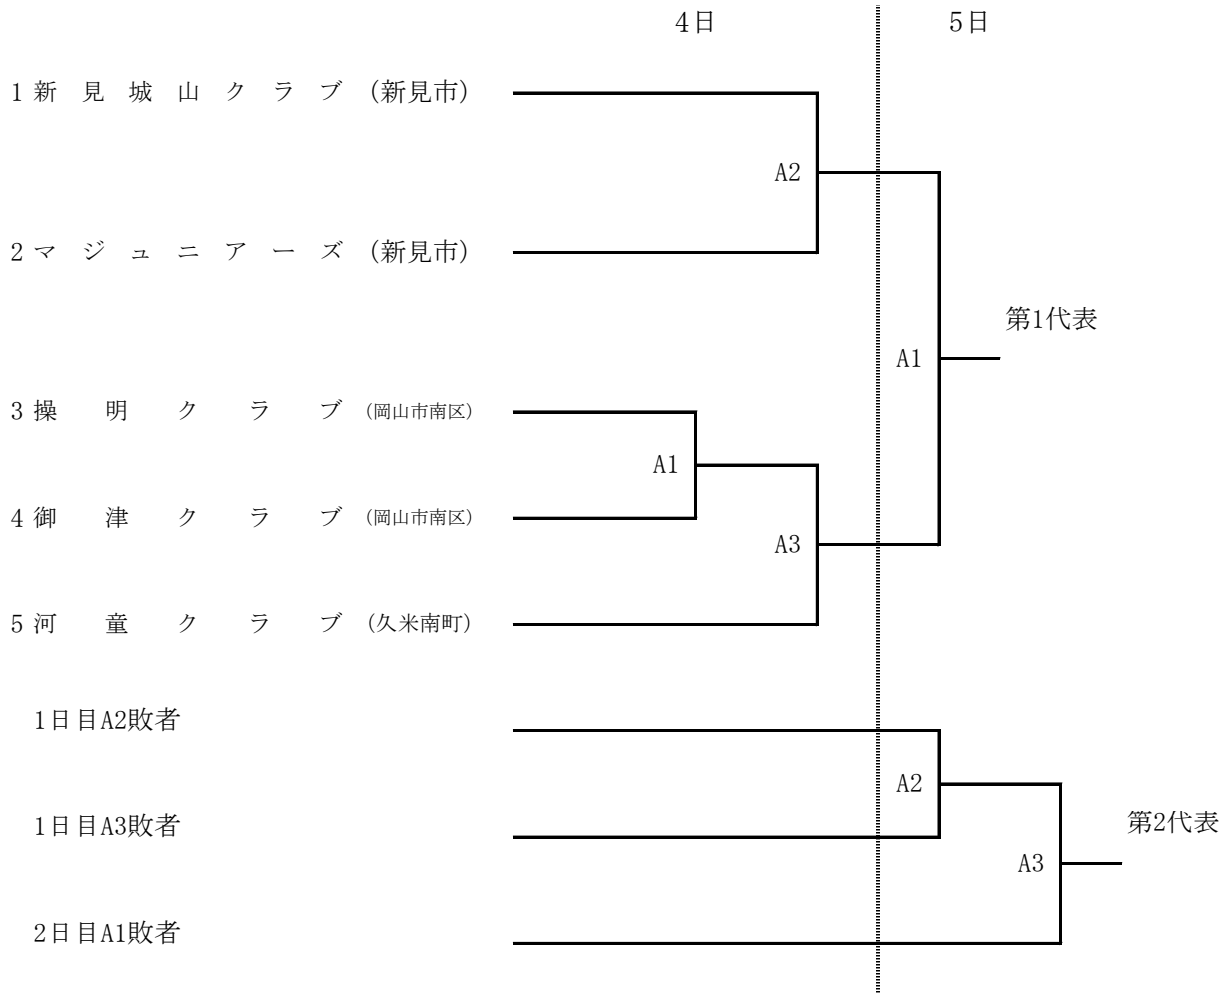 4日 5日
1 新見城山クラブ (新見市)
A2
2 マジュニアーズ (新見市)
第1代表
A1
3 操明クラブ (岡山市南区)
A1
4 御津クラブ (岡山市南区)
A3
5 河童クラブ (久米南町)
1日目A2敗者
A2
1日目A3敗者
第2代表
A3
2日目A1敗者